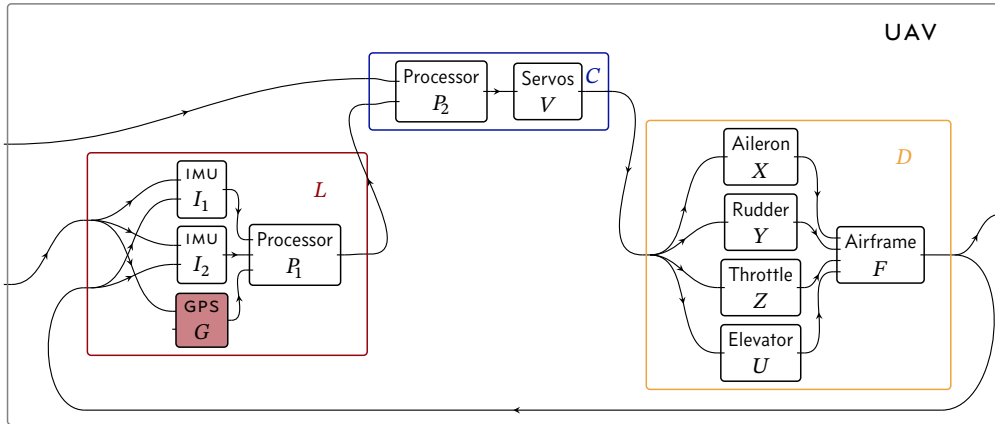 UAV
Processor
P₂
Servos
V
C
L
IMU
I₁
IMU
I₂
GPS
G
Processor
P₁
D
Aileron
X
Rudder
Y
Throttle
Z
Elevator
U
Airframe
F